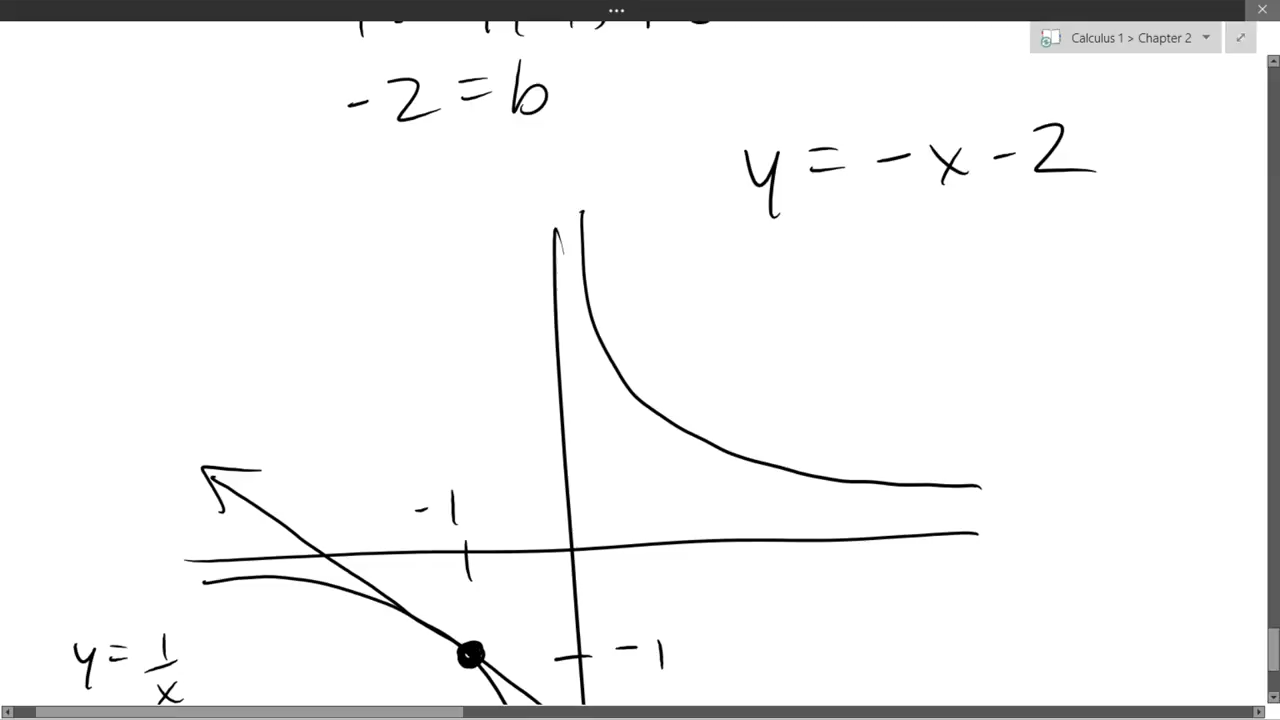 Calculus 1 > Chapter 2
-2 = b
y = -x - 2
-1
-1
y = 1/x